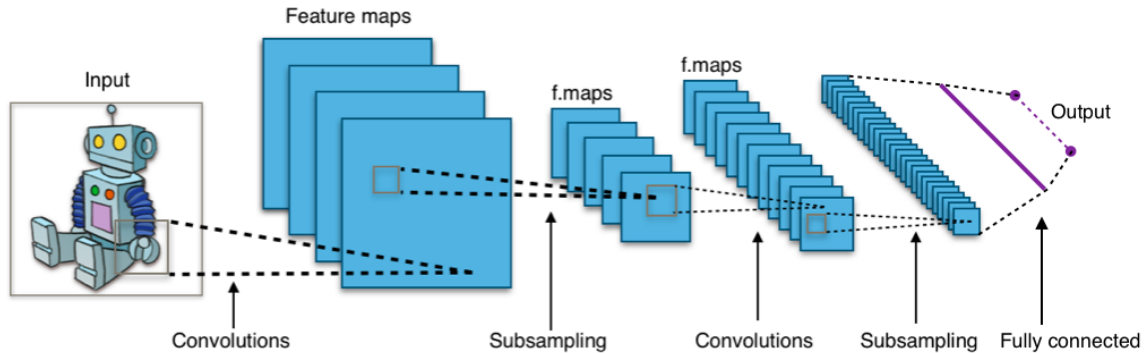 Feature maps
Input
f.maps
f.maps
Output
Convolutions
Subsampling
Convolutions
Subsampling
Fully connected